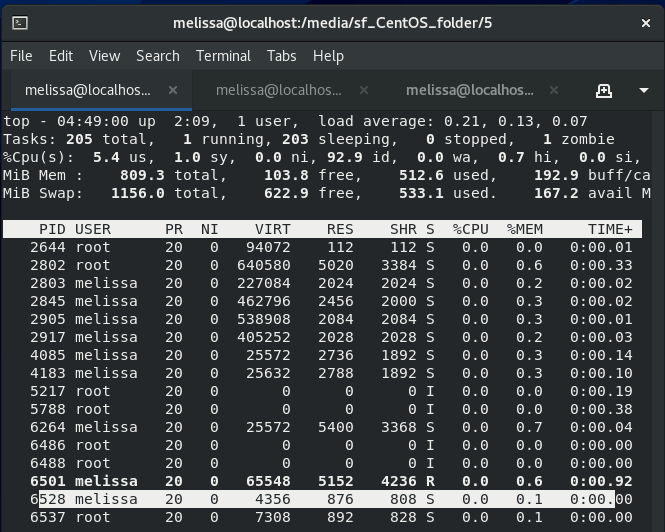 melissa@localhost:/media/sf_CentOS_folder/5
File Edit View Search Terminal Tabs Help
melissa@localhos... × melissa@localhos... × melissa@localhos... ×
top - 04:49:00 up  2:09,  1 user,  load average: 0.21, 0.13, 0.07
Tasks: 205 total,   1 running, 203 sleeping,   0 stopped,   1 zombie
%Cpu(s):  5.4 us,  1.0 sy,  0.0 ni, 92.9 id,  0.0 wa,  0.7 hi,  0.0 si,
MiB Mem :    809.3 total,    103.8 free,    512.6 used,    192.9 buff/ca
MiB Swap:   1156.0 total,    622.9 free,    533.1 used.    167.2 avail M
PID USER      PR  NI    VIRT    RES    SHR S  %CPU  %MEM     TIME+
2644 root      20   0   94072    112    112 S   0.0   0.0   0:00.01
2802 root      20   0  640580   5020   3384 S   0.0   0.6   0:00.33
2803 melissa   20   0  227084   2024   2024 S   0.0   0.2   0:00.02
2845 melissa   20   0  462796   2456   2000 S   0.0   0.3   0:00.02
2905 melissa   20   0  538908   2084   2084 S   0.0   0.3   0:00.01
2917 melissa   20   0  405252   2028   2028 S   0.0   0.2   0:00.03
4085 melissa   20   0   25572   2736   1892 S   0.0   0.3   0:00.14
4183 melissa   20   0   25632   2788   1892 S   0.0   0.3   0:00.10
5217 root      20   0       0      0      0 I   0.0   0.0   0:00.19
5788 root      20   0       0      0      0 I   0.0   0.0   0:00.38
6264 melissa   20   0   25572   5400   3368 S   0.0   0.7   0:00.04
6486 root      20   0       0      0      0 I   0.0   0.0   0:00.00
6488 root      20   0       0      0      0 I   0.0   0.0   0:00.00
6501 melissa   20   0   65548   5152   4236 R   0.0   0.6   0:00.92
6528 melissa   20   0    4356    876    808 S   0.0   0.1   0:00.00
6537 root      20   0    7308    892    828 S   0.0   0.1   0:00.00